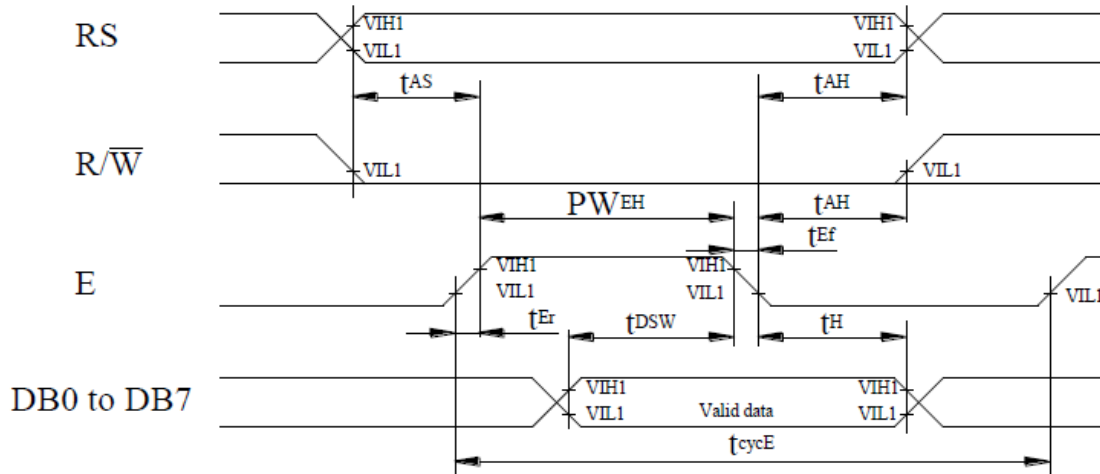 RS VIH1 VIH1
VIL1 VIL1
tAS tAH
R/W̅ VIL1 VIL1
PWEH tAH
tEf
E VIH1 VIH1
VIL1 VIL1 VIL1
tEr tDSW tH
DB0 to DB7 VIH1 VIH1
VIL1 Valid data VIL1
tcycE